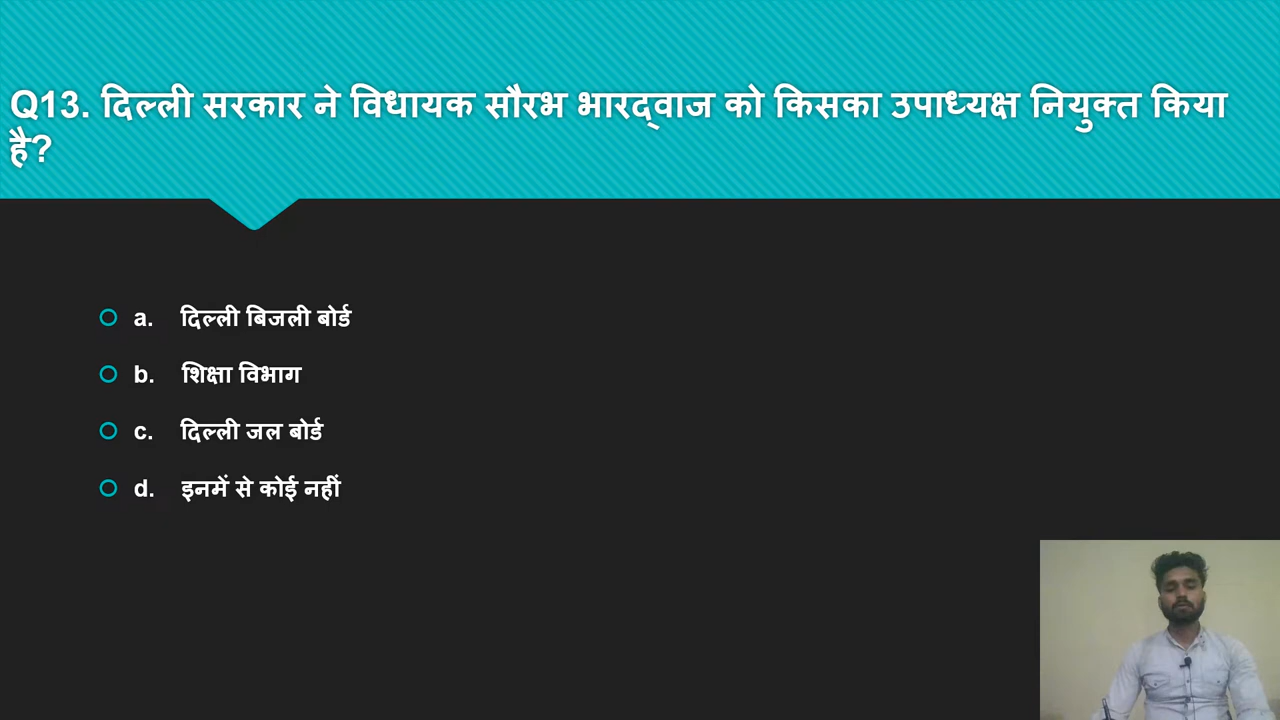 Q13. दिल्ली सरकार ने विधायक सौरभ भारद्वाज को किसका उपाध्यक्ष नियुक्त किया
है?
a. दिल्ली बिजली बोर्ड
b. शिक्षा विभाग
c. दिल्ली जल बोर्ड
d. इनमें से कोई नहीं